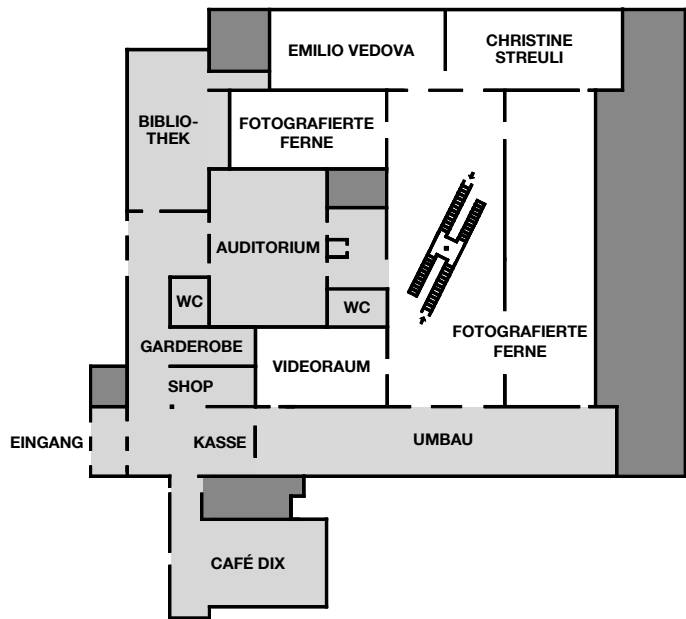 EMILIO VEDOVA
CHRISTINE
STREULI
BIBLIO-
THEK
FOTOGRAFIERTE
FERNE
AUDITORIUM
WC
WC
GARDEROBE
VIDEORAUM
FOTOGRAFIERTE
FERNE
SHOP
EINGANG
KASSE
UMBAU
CAFÉ DIX